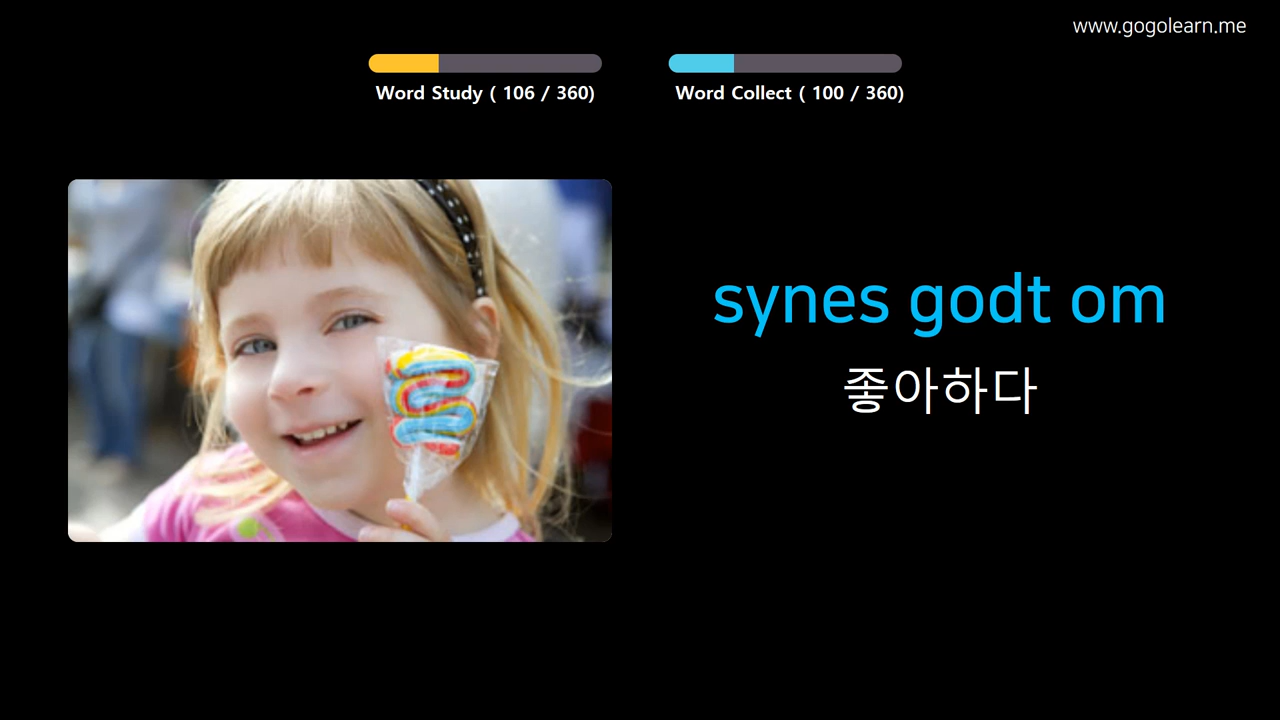 www.gogolearn.me
Word Study ( 106 / 360)
Word Collect ( 100 / 360)
synes godt om
좋아하다